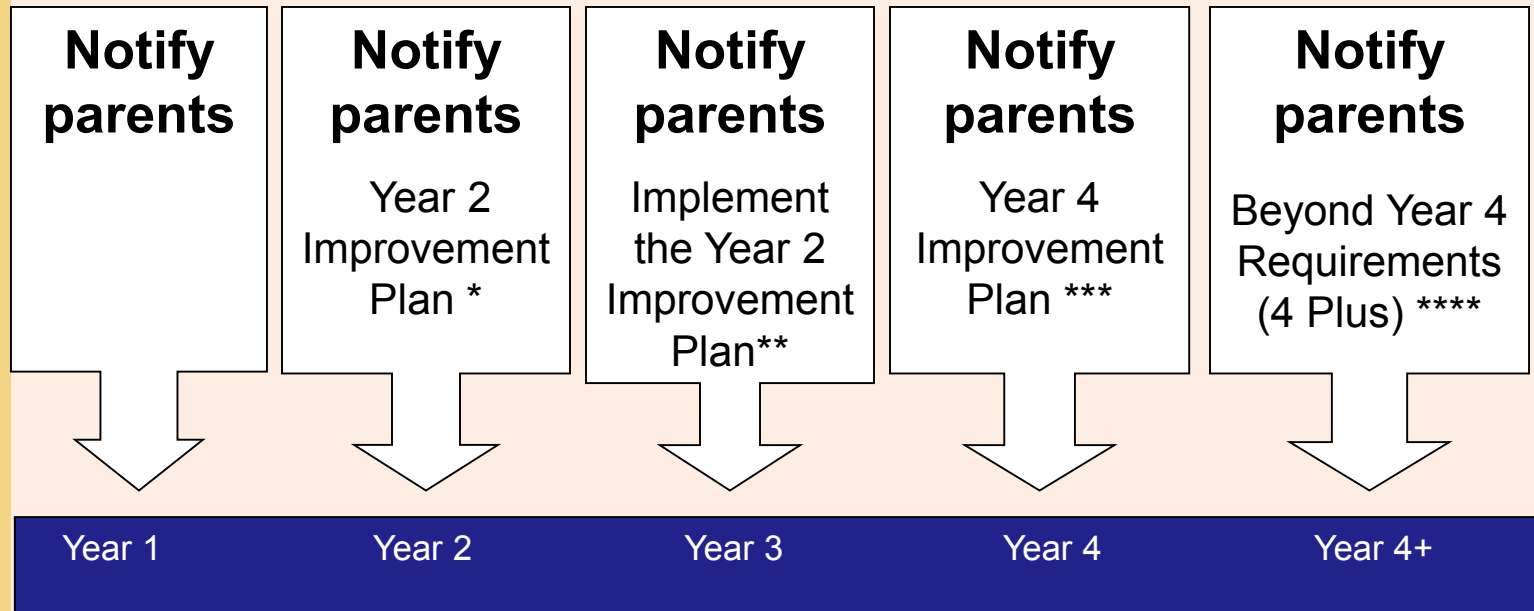 Notify
parents
Notify
parents
Year 2
Improvement
Plan *
Notify
parents
Implement
the Year 2
Improvement
Plan**
Notify
parents
Year 4
Improvement
Plan ***
Notify
parents
Beyond Year 4
Requirements
(4 Plus) ****
Year 1
Year 2
Year 3
Year 4
Year 4+